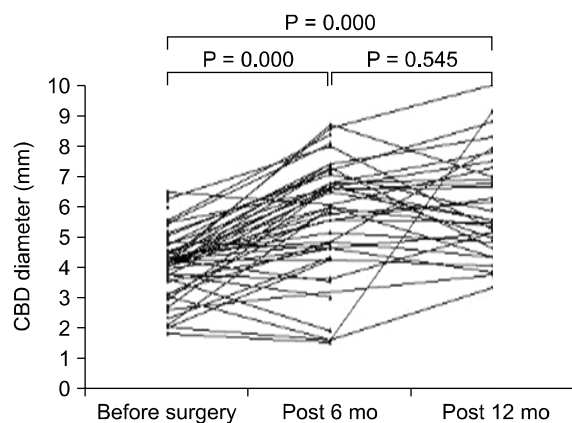 P = 0.000
P = 0.000 P = 0.545
CBD diameter (mm)
10
9
8
7
6
5
4
3
2
1
0
Before surgery Post 6 mo Post 12 mo